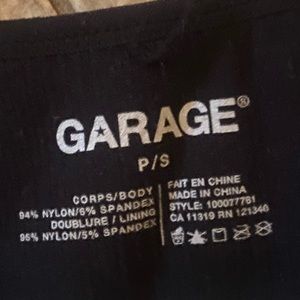 GARAGE®
P/S
CORPS/BODY
94% NYLON/6% SPANDEX
DOUBLURE / LINING
95% NYLON/5% SPANDEX
FAIT EN CHINE
MADE IN CHINA
STYLE: 100077761
CA 11319 RN 121346